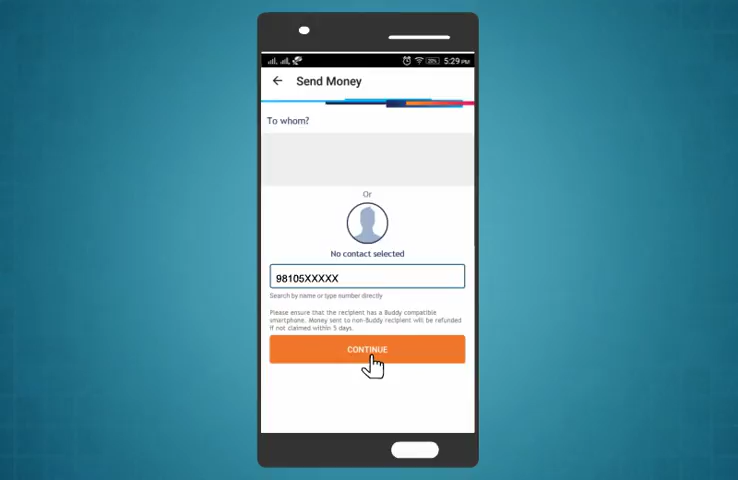 20% 5:29 PM
Send Money
To whom?
Or
No contact selected
98105XXXXX
Search by name or type number directly
Please ensure that the recipient has a Buddy compatible
smartphone. Money sent to non-Buddy recipient will be refunded
if not claimed within 5 days.
CONTINUE